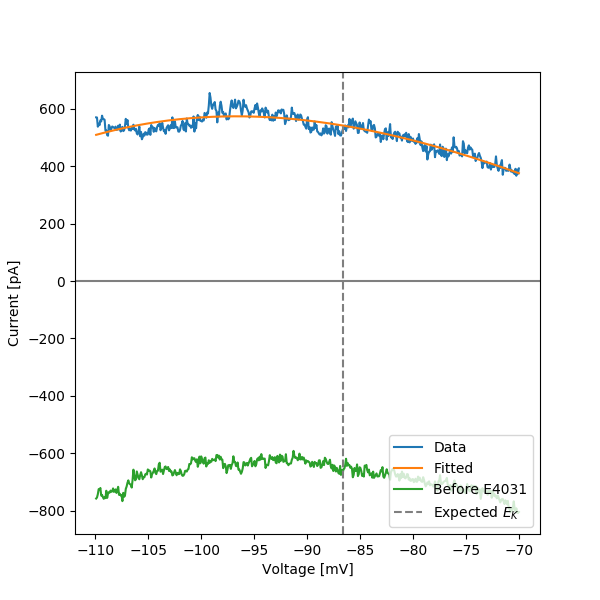 600
400
200
0
−200
−400
−600
−800
Current [pA]
Data
Fitted
Before E4031
Expected E_K
−110 −105 −100 −95 −90 −85 −80 −75 −70
Voltage [mV]